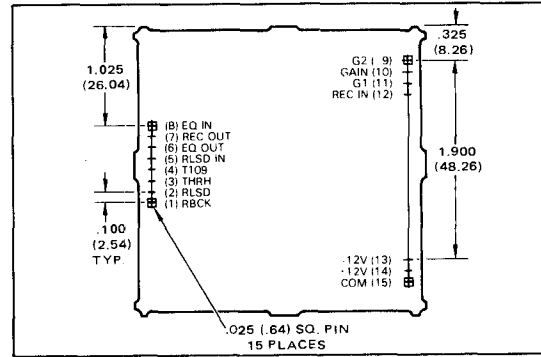 1.025
(26.04)
.325
(8.26)
G2 ( 9)
GAIN (10)
G1 (11)
REC IN (12)
(8) EQ IN
(7) REC OUT
(6) EQ OUT
(5) RLSD IN
(4) T109
(3) THRH
(2) RLSD
(1) RBCK
1.900
(48.26)
.100
(2.54)
TYP.
-12V (13)
-12V (14)
COM (15)
.025 (.64) SQ. PIN
15 PLACES